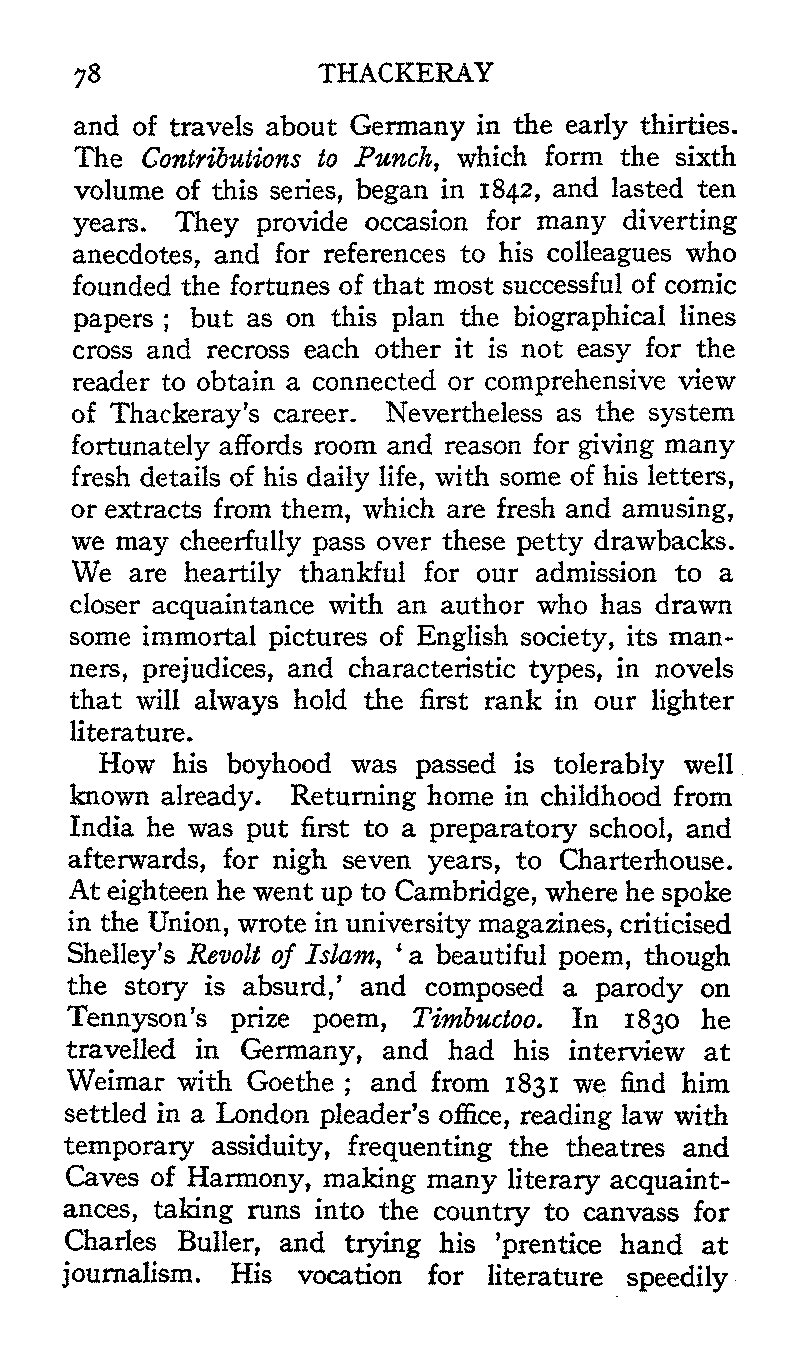 78 THACKERAY
and of travels about Germany in the early thirties.
The Contributions to Punch, which form the sixth
volume of this series, began in 1842, and lasted ten
years. They provide occasion for many diverting
anecdotes, and for references to his colleagues who
founded the fortunes of that most successful of comic
papers ; but as on this plan the biographical lines
cross and recross each other it is not easy for the
reader to obtain a connected or comprehensive view
of Thackeray's career. Nevertheless as the system
fortunately affords room and reason for giving many
fresh details of his daily life, with some of his letters,
or extracts from them, which are fresh and amusing,
we may cheerfully pass over these petty drawbacks.
We are heartily thankful for our admission to a
closer acquaintance with an author who has drawn
some immortal pictures of English society, its man-
ners, prejudices, and characteristic types, in novels
that will always hold the first rank in our lighter
literature.
How his boyhood was passed is tolerably well
known already. Returning home in childhood from
India he was put first to a preparatory school, and
afterwards, for nigh seven years, to Charterhouse.
At eighteen he went up to Cambridge, where he spoke
in the Union, wrote in university magazines, criticised
Shelley's Revolt of Islam, ‘a beautiful poem, though
the story is absurd,’ and composed a parody on
Tennyson's prize poem, Timbuctoo. In 1830 he
travelled in Germany, and had his interview at
Weimar with Goethe ; and from 1831 we find him
settled in a London pleader's office, reading law with
temporary assiduity, frequenting the theatres and
Caves of Harmony, making many literary acquaint-
ances, taking runs into the country to canvass for
Charles Buller, and trying his 'prentice hand at
journalism. His vocation for literature speedily